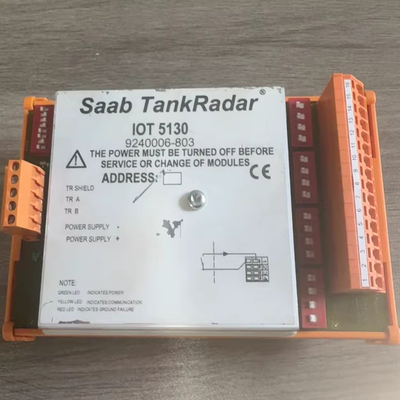 Saab TankRadar®
IOT 5130
9240006-803
THE POWER MUST BE TURNED OFF BEFORE
SERVICE OR CHANGE OF MODULES
ADDRESS:
CE
TR SHIELD
TR A
TR B
POWER SUPPLY -
POWER SUPPLY +
NOTE:
GREEN LED INDICATES POWER
YELLOW LED INDICATES COMMUNICATION
RED LED INDICATES GROUND FAILURE